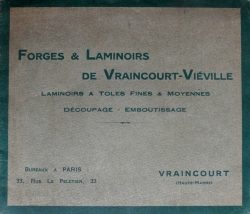 FORGES & LAMINOIRS
DE VRAINCOURT-VIÉVILLE
LAMINOIRS A TOLES FINES & MOYENNES
DÉCOUPAGE - EMBOUTISSAGE
BUREAUX A PARIS
33, RUE LE PELETIER, 33
VRAINCOURT
(HAUTE-MARNE)